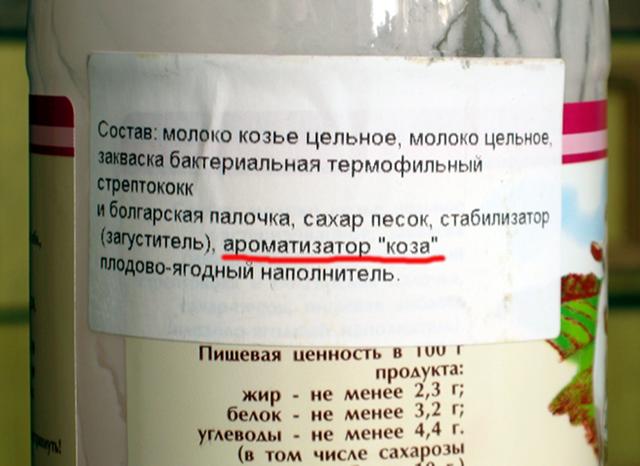 Состав: молоко козье цельное, молоко цельное,
закваска бактериальная термофильный
стрептококк
и болгарская палочка, сахар песок, стабилизатор
(загуститель), ароматизатор "коза"
плодово-ягодный наполнитель.
Пищевая ценность в 100 г
продукта:
жир - не менее 2,3 г;
белок - не менее 3,2 г;
углеводы - не менее 4,4 г.
(в том числе сахарозы